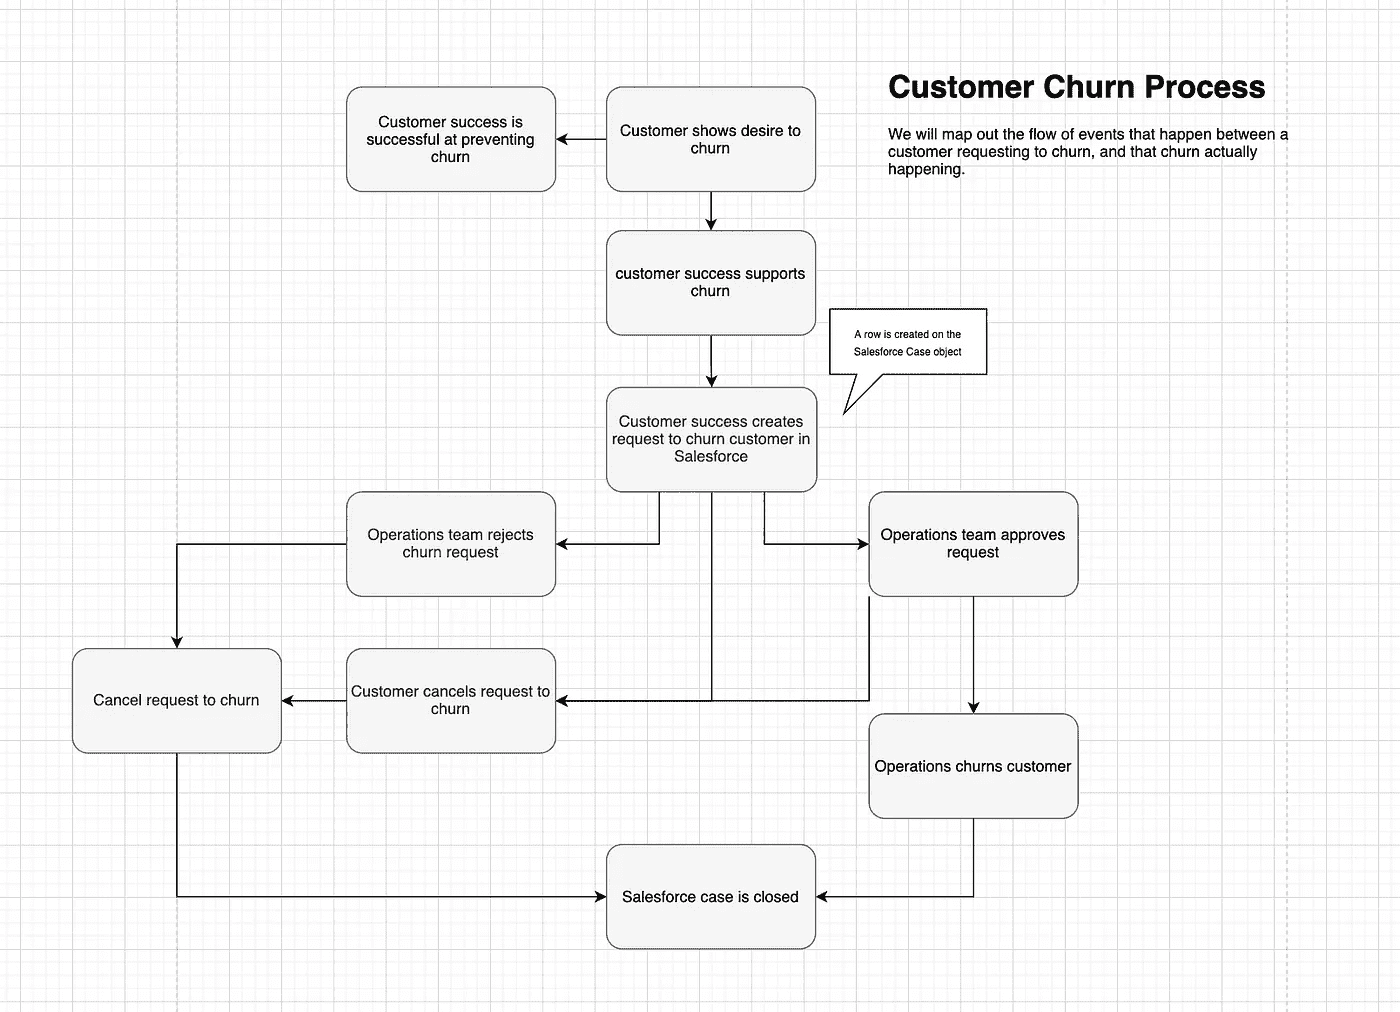 Customer Churn Process
We will map out the flow of events that happen between a
customer requesting to churn, and that churn actually
happening.
Customer success is
successful at preventing
churn
Customer shows desire to
churn
customer success supports
churn
A row is created on the
Salesforce Case object
Customer success creates
request to churn customer in
Salesforce
Operations team rejects
churn request
Operations team approves
request
Cancel request to churn
Customer cancels request to
churn
Operations churns customer
Salesforce case is closed